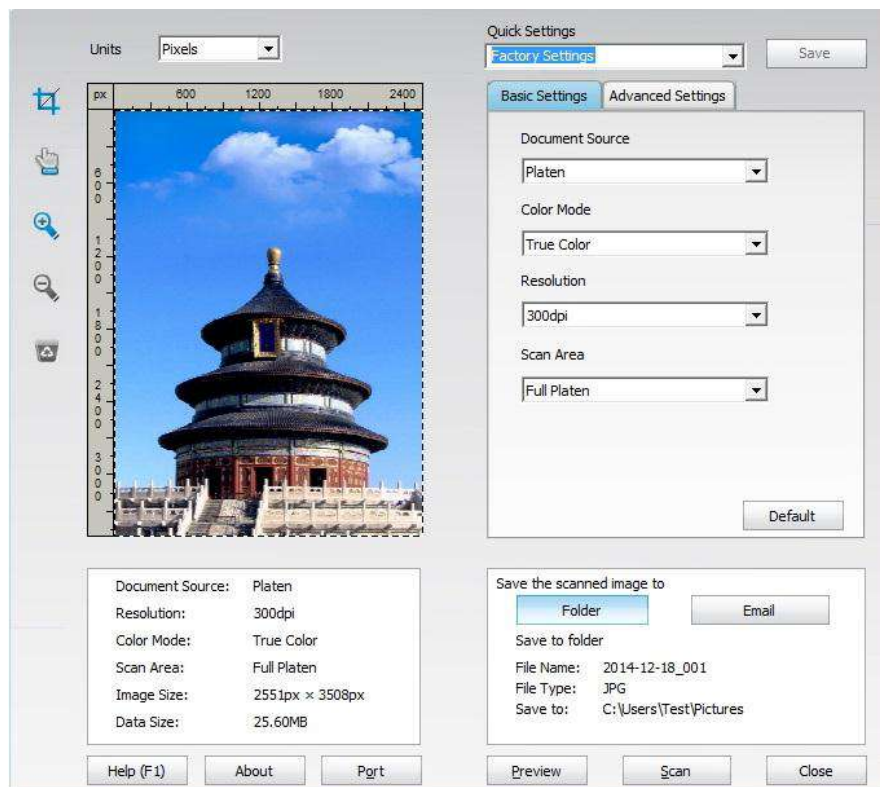 Quick Settings
Units Pixels
Factory Settings
Save
px 600 1200 1800 2400
600
1200
1800
2400
3000
Basic Settings Advanced Settings
Document Source
Platen
Color Mode
True Color
Resolution
300dpi
Scan Area
Full Platen
Default
Document Source: Platen
Resolution: 300dpi
Color Mode: True Color
Scan Area: Full Platen
Image Size: 2551px × 3508px
Data Size: 25.60MB
Save the scanned image to
Folder Email
Save to folder
File Name: 2014-12-18_001
File Type: JPG
Save to: C:\Users\Test\Pictures
Help (F1) About Port
Preview Scan Close